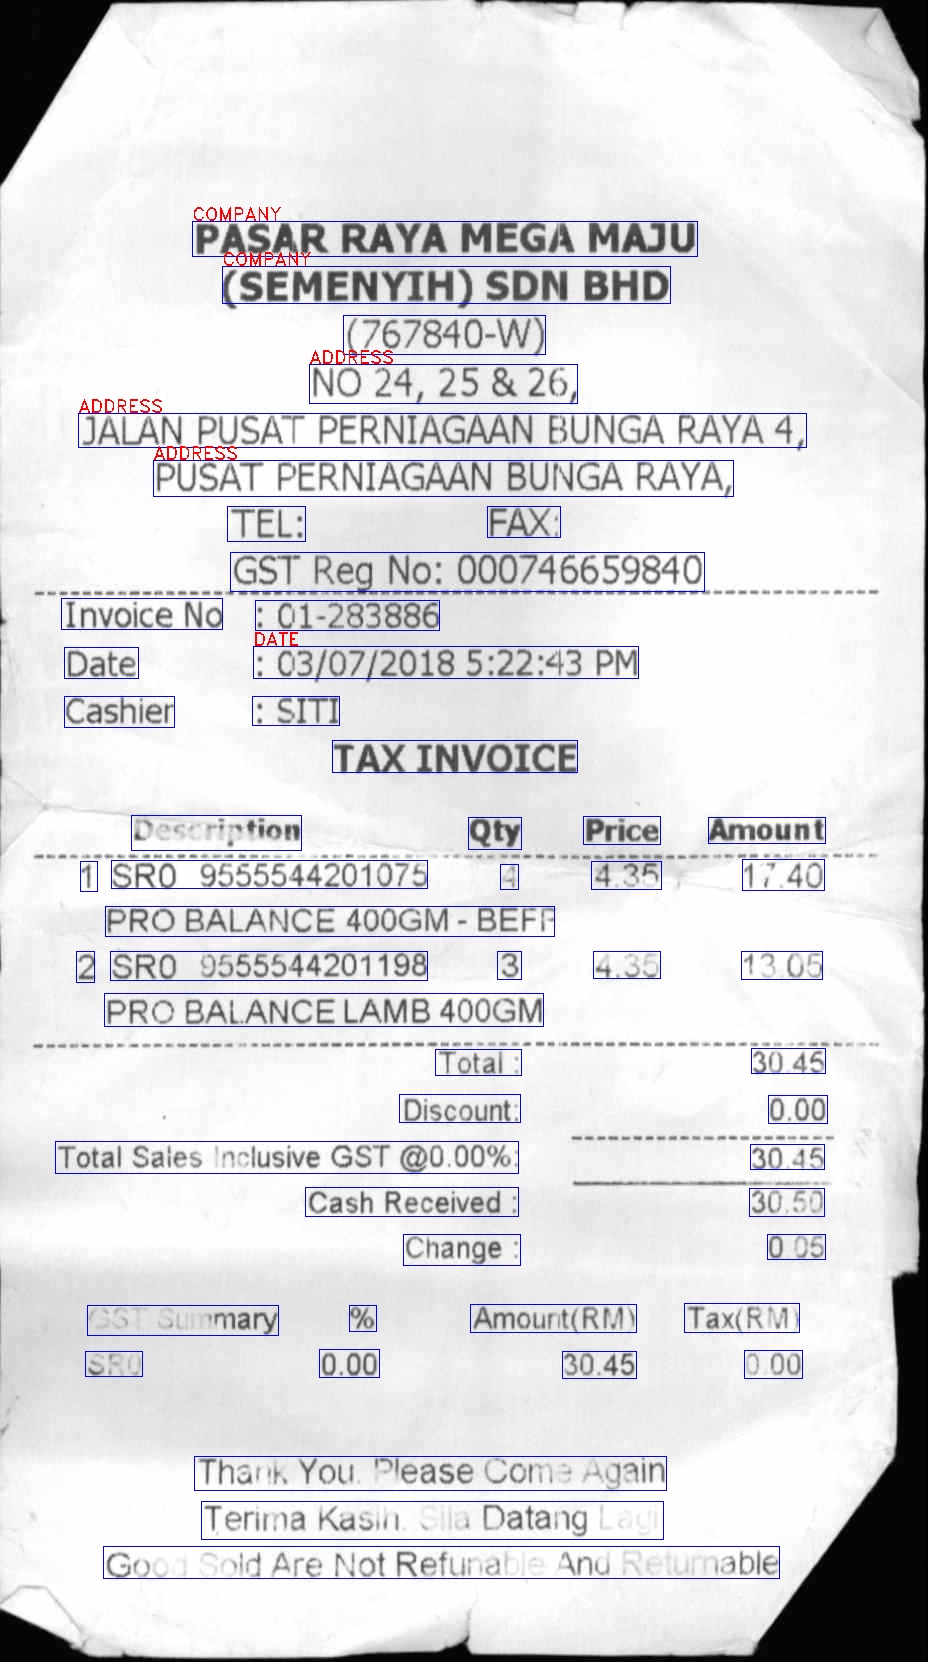 COMPANY
PASAR RAYA MEGA MAJU
COMPANY
(SEMENYIH) SDN BHD
(767840-W)
ADDRESS
NO 24, 25 & 26,
ADDRESS
JALAN PUSAT PERNIAGAAN BUNGA RAYA 4,
ADDRESS
PUSAT PERNIAGAAN BUNGA RAYA,
TEL: FAX:
GST Reg No: 000746659840
Invoice No : 01-283886
DATE
Date : 03/07/2018 5:22:43 PM
Cashier : SITI
TAX INVOICE
Description Qty Price Amount
1 SR0 9555544201075 4 4.35 17.40
PRO BALANCE 400GM - BEFF
2 SR0 9555544201198 3 4.35 13.05
PRO BALANCE LAMB 400GM
Total : 30.45
Discount: 0.00
Total Sales Inclusive GST @0.00%: 30.45
Cash Received : 30.50
Change : 0.05
GST Summary % Amount(RM) Tax(RM)
SR0 0.00 30.45 0.00
Thank You. Please Come Again
Terima Kasih. Sila Datang Lagi
Good Sold Are Not Refunable And Returnable